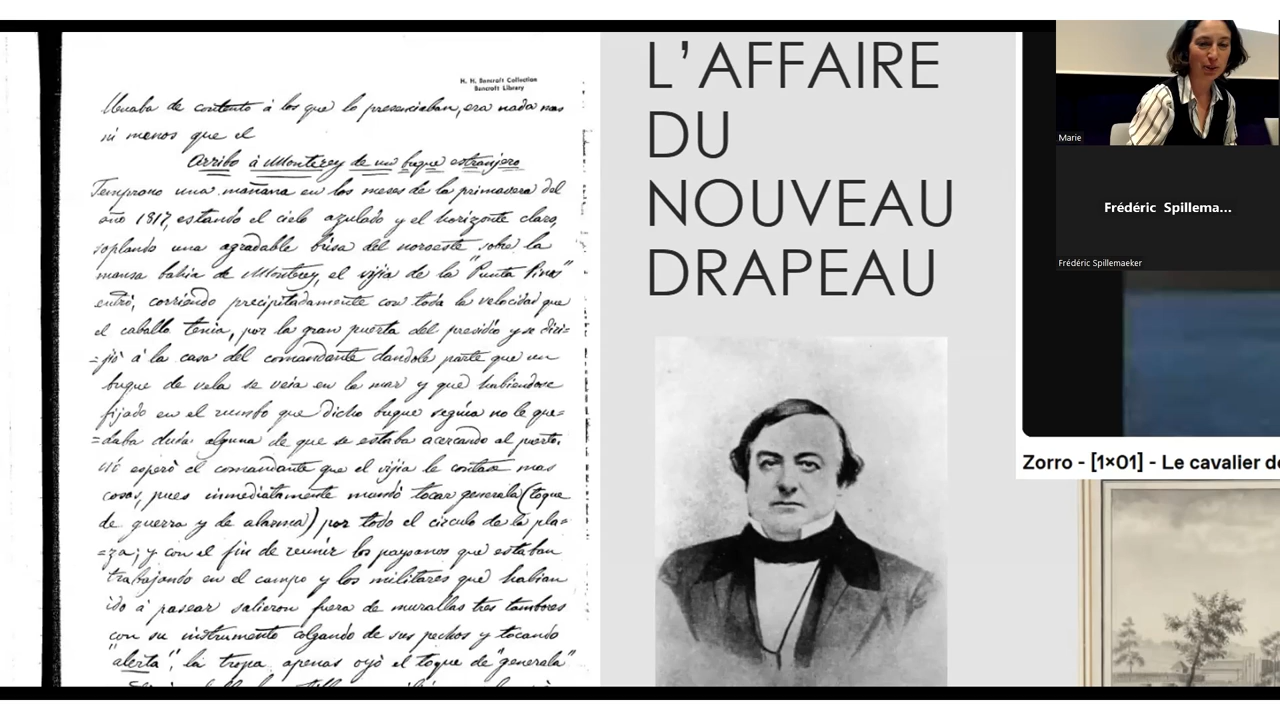 H. H. Bancroft Collection
Bancroft Library
llenaba de contento á los que lo presenciaban, era nada mas
ni menos que el
Arribo á Monterey de un buque estranjero
Temprano una mañana en los meses de la primavera del
año 1817, estando el cielo azulado y el horizonte claro,
soplando una agradable brisa del noroeste sobre la
mansa bahia de Monterey, el vijia de la "Punta Pinos"
entró, corriendo precipitadamente con toda la velocidad que
el caballo tenia, por la gran puerta del presidio y se diri-
=jió á la casa del comandante dandole parte que un
buque de vela se veia en la mar y que habiendose
fijado en el rumbo que dicho buque seguia no le que=
=daba duda alguna de que se estaba acercando al puerto.
Nó esperó el comandante que el vijia le contase mas
cosas, pues inmediatamente mandó tocar generala (toque
de guerra y de alarma) por todo el circulo de la pla=
=za; y con el fin de reunir los paysanos que estaban
trabajando en el campo y los militares que habian
ido á pasear salieron fuera de murallas tres tambores
con su instrumento colgando de sus pechos y tocando
"alerta", la tropa apenas oyó el toque de "generala"
L'AFFAIRE
DU
NOUVEAU
DRAPEAU
Marie
Frédéric Spillema...
Frédéric Spillemaeker
Zorro - [1×01] - Le cavalier de